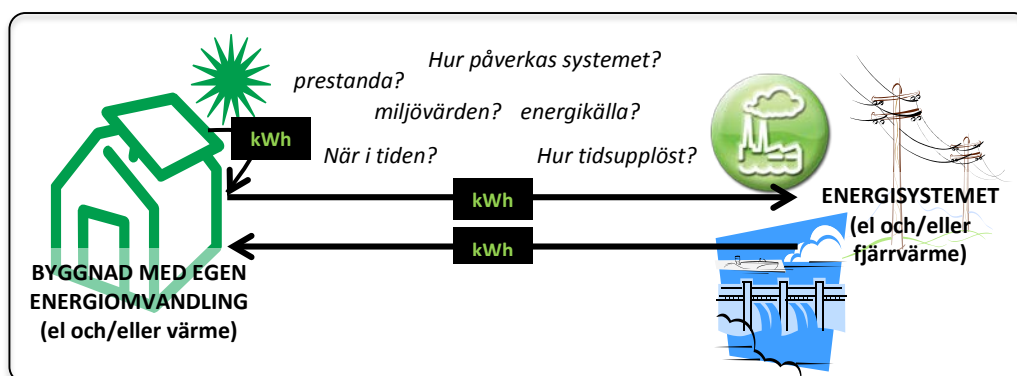 Hur påverkas systemet?
prestanda?
miljövärden? energikälla?
kWh
När i tiden? Hur tidsupplöst?
kWh
ENERGISYSTEMET
(el och/eller
fjärrvärme)
kWh
BYGGNAD MED EGEN
ENERGIOMVANDLING
(el och/eller värme)